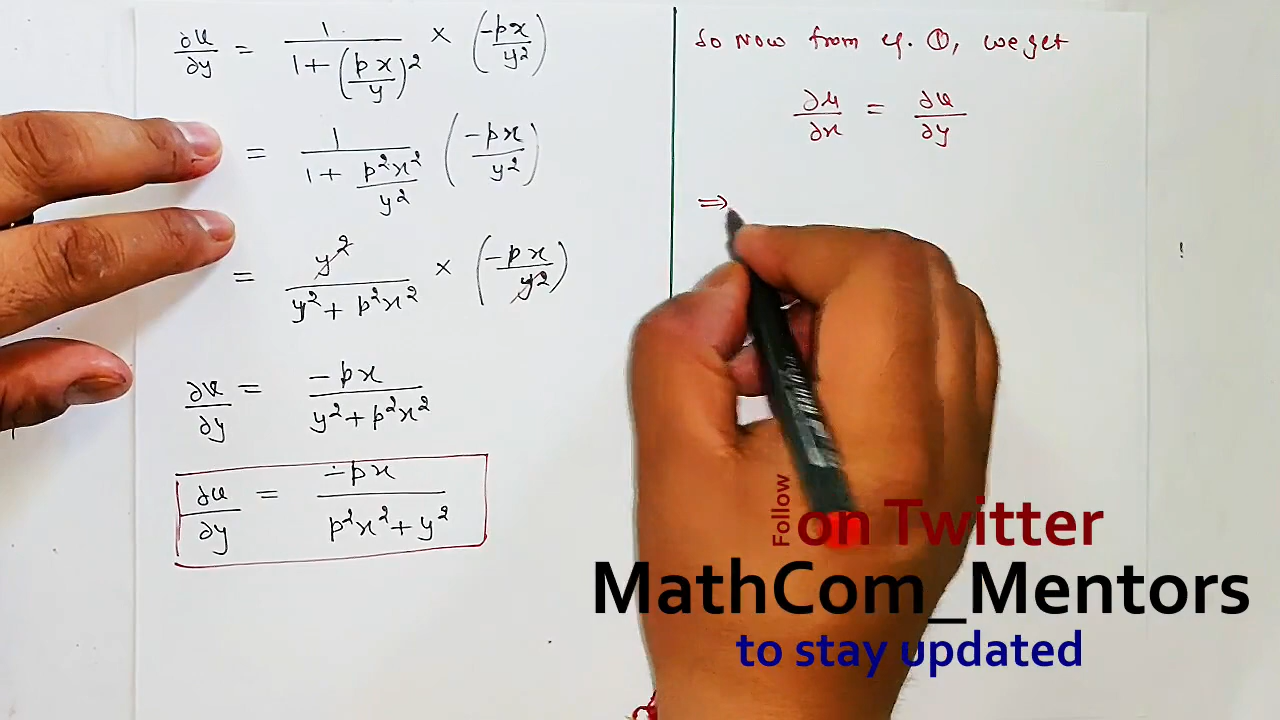 ∂v/∂y = 1/(1 + (px/y)²) × (-px/y²)
= 1/(1 + p²x²/y²) (-px/y²)
= y²/(y² + p²x²) × (-px/y²)
∂v/∂y = -px/(y² + p²x²)
∂v/∂y = -px/(p²x² + y²)
So Now from eq. ①, we get
∂u/∂x = ∂v/∂y
⇒
Follow
on Twitter
MathCom_Mentors
to stay updated